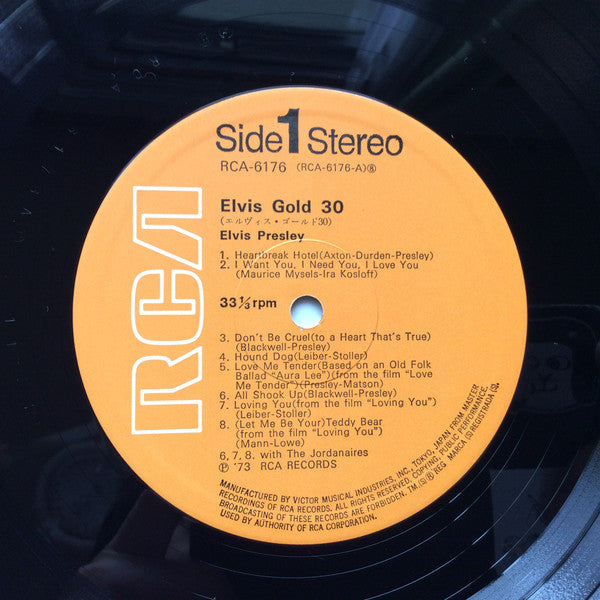 Side 1 Stereo
RCA-6176 (RCA-6176-A)Ⓑ
RCA
Elvis Gold 30
(エルヴィス・ゴールド30)
Elvis Presley
1. Heartbreak Hotel(Axton-Durden-Presley)
2. I Want You, I Need You, I Love You
(Maurice Mysels-Ira Kosloff)
33⅓rpm
3. Don't Be Cruel(to a Heart That's True)
(Blackwell-Presley)
4. Hound Dog(Leiber-Stoller)
5. Love Me Tender(Based on an Old Folk
Ballad "Aura Lee")(from the film "Love
Me Tender")(Presley-Matson)
6. All Shook Up(Blackwell-Presley)
7. Loving You(from the film "Loving You")
(Leiber-Stoller)
8. (Let Me Be Your)Teddy Bear
(from the film "Loving You")
(Mann-Lowe)
6, 7, 8. with The Jordanaires
Ⓟ '73 RCA RECORDS
MANUFACTURED BY VICTOR MUSICAL INDUSTRIES, INC., TOKYO, JAPAN FROM MASTER
RECORDINGS OF RCA RECORDS. ALL RIGHTS RESERVED, COPYING, PUBLIC PERFORMANCE,
BROADCASTING OF THESE RECORDS ARE FORBIDDEN. TM.(S)® REG. MARCA (S) REGISTRADA (S).
USED BY AUTHORITY OF RCA CORPORATION.